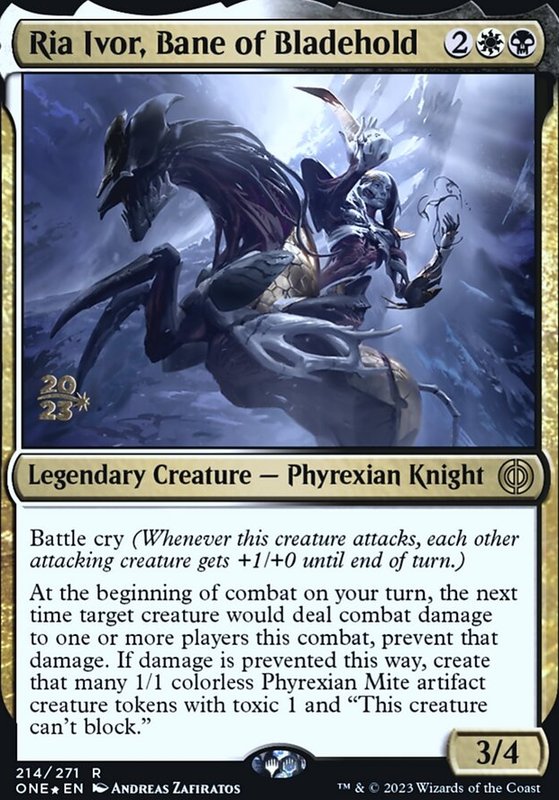 Ria Ivor, Bane of Bladehold 2
20
23
Legendary Creature — Phyrexian Knight
Battle cry (Whenever this creature attacks, each other
attacking creature gets +1/+0 until end of turn.)
At the beginning of combat on your turn, the next
time target creature would deal combat damage
to one or more players this combat, prevent that
damage. If damage is prevented this way, create
that many 1/1 colorless Phyrexian Mite artifact
creature tokens with toxic 1 and “This creature
can’t block.”
3/4
214/271 R
ONE★EN Andreas Zafiratos
™ & © 2023 Wizards of the Coast